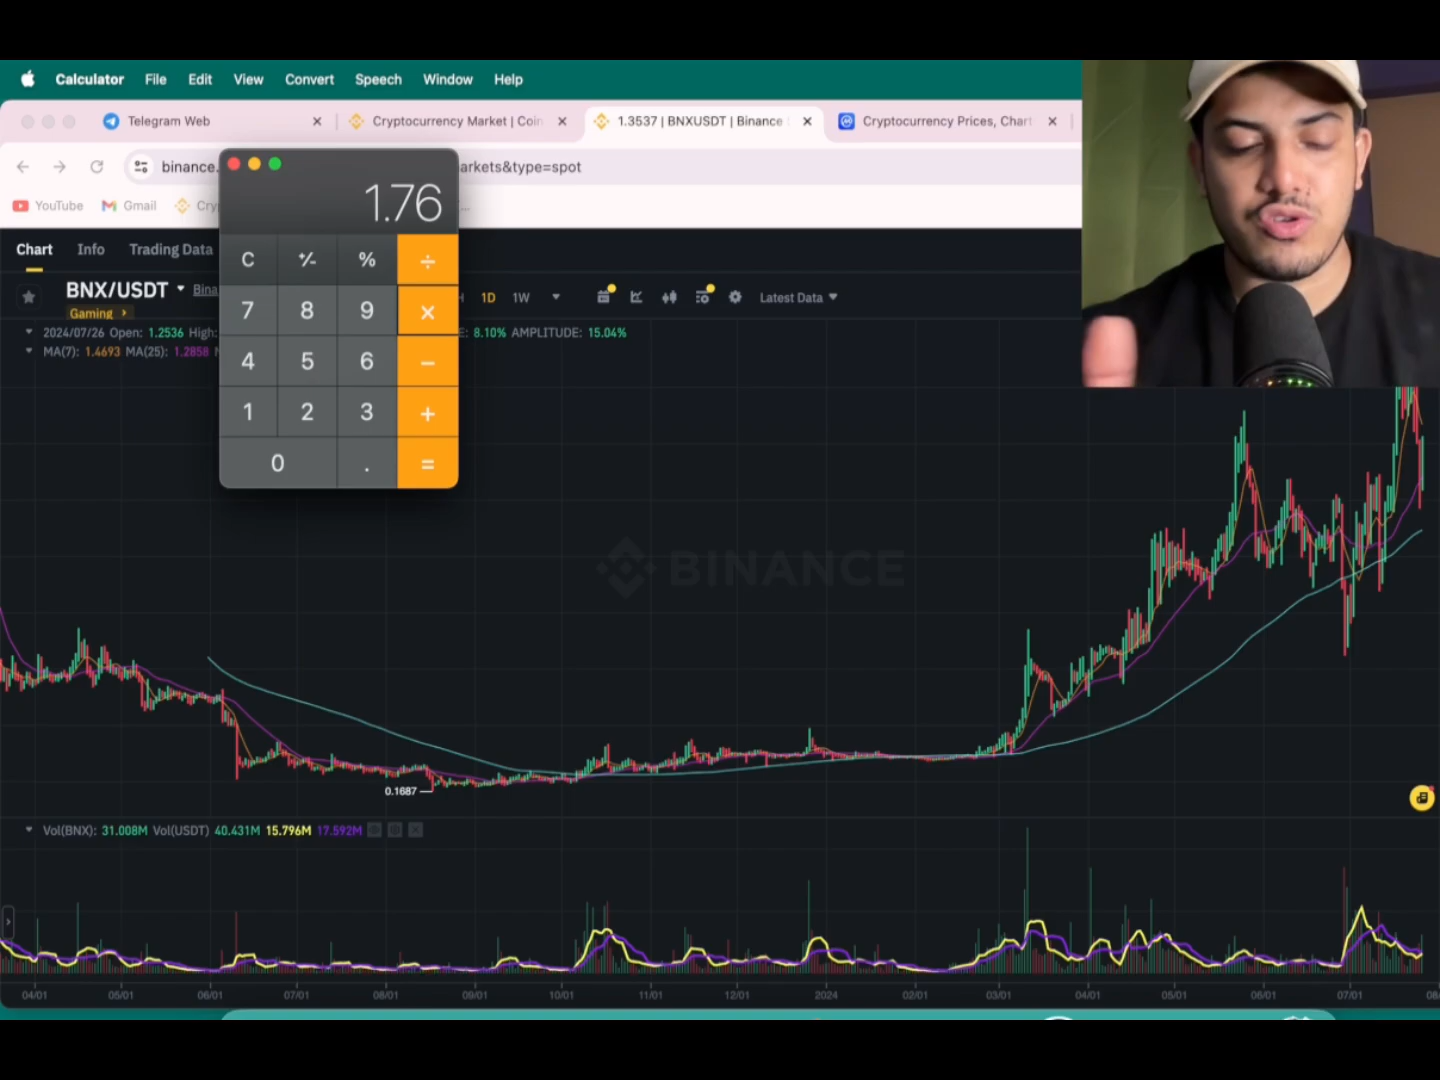 Calculator File Edit View Convert Speech Window Help
Telegram Web
Cryptocurrency Market | Coin
1.3537 | BNXUSDT | Binance
Cryptocurrency Prices, Chart
binance.
arkets&type=spot
YouTube Gmail Cry
1.76
C +/- % ÷
7 8 9 ×
4 5 6 −
1 2 3 +
0 . =
Chart Info Trading Data
BNX/USDT Bina
Gaming
1D 1W Latest Data
2024/07/26 Open: 1.2536 High: E: 8.10% AMPLITUDE: 15.04%
MA(7): 1.4693 MA(25): 1.2858
BINANCE
0.1687
Vol(BNX): 31.008M Vol(USDT) 40.431M 15.796M 17.592M
04/01 05/01 06/01 07/01 08/01 09/01 10/01 11/01 12/01 2024 02/01 03/01 04/01 05/01 06/01 07/01 08